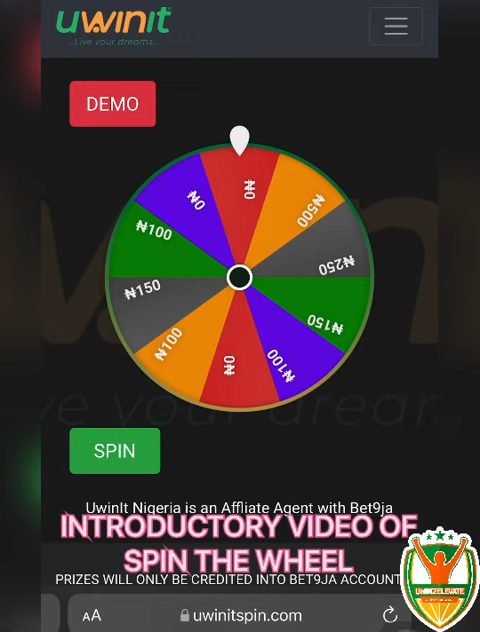 uwinit
...Live your dreams...
DEMO
₦0
₦500
₦250
₦150
₦100
₦0
₦100
₦150
₦100
₦0
SPIN
UwinIt Nigeria is an Affliate Agent with Bet9ja
INTRODUCTORY VIDEO OF
SPIN THE WHEEL
PRIZES WILL ONLY BE CREDITED INTO BET9JA ACCOUNT
AA
uwinitspin.com
UWIN2ELEVATE